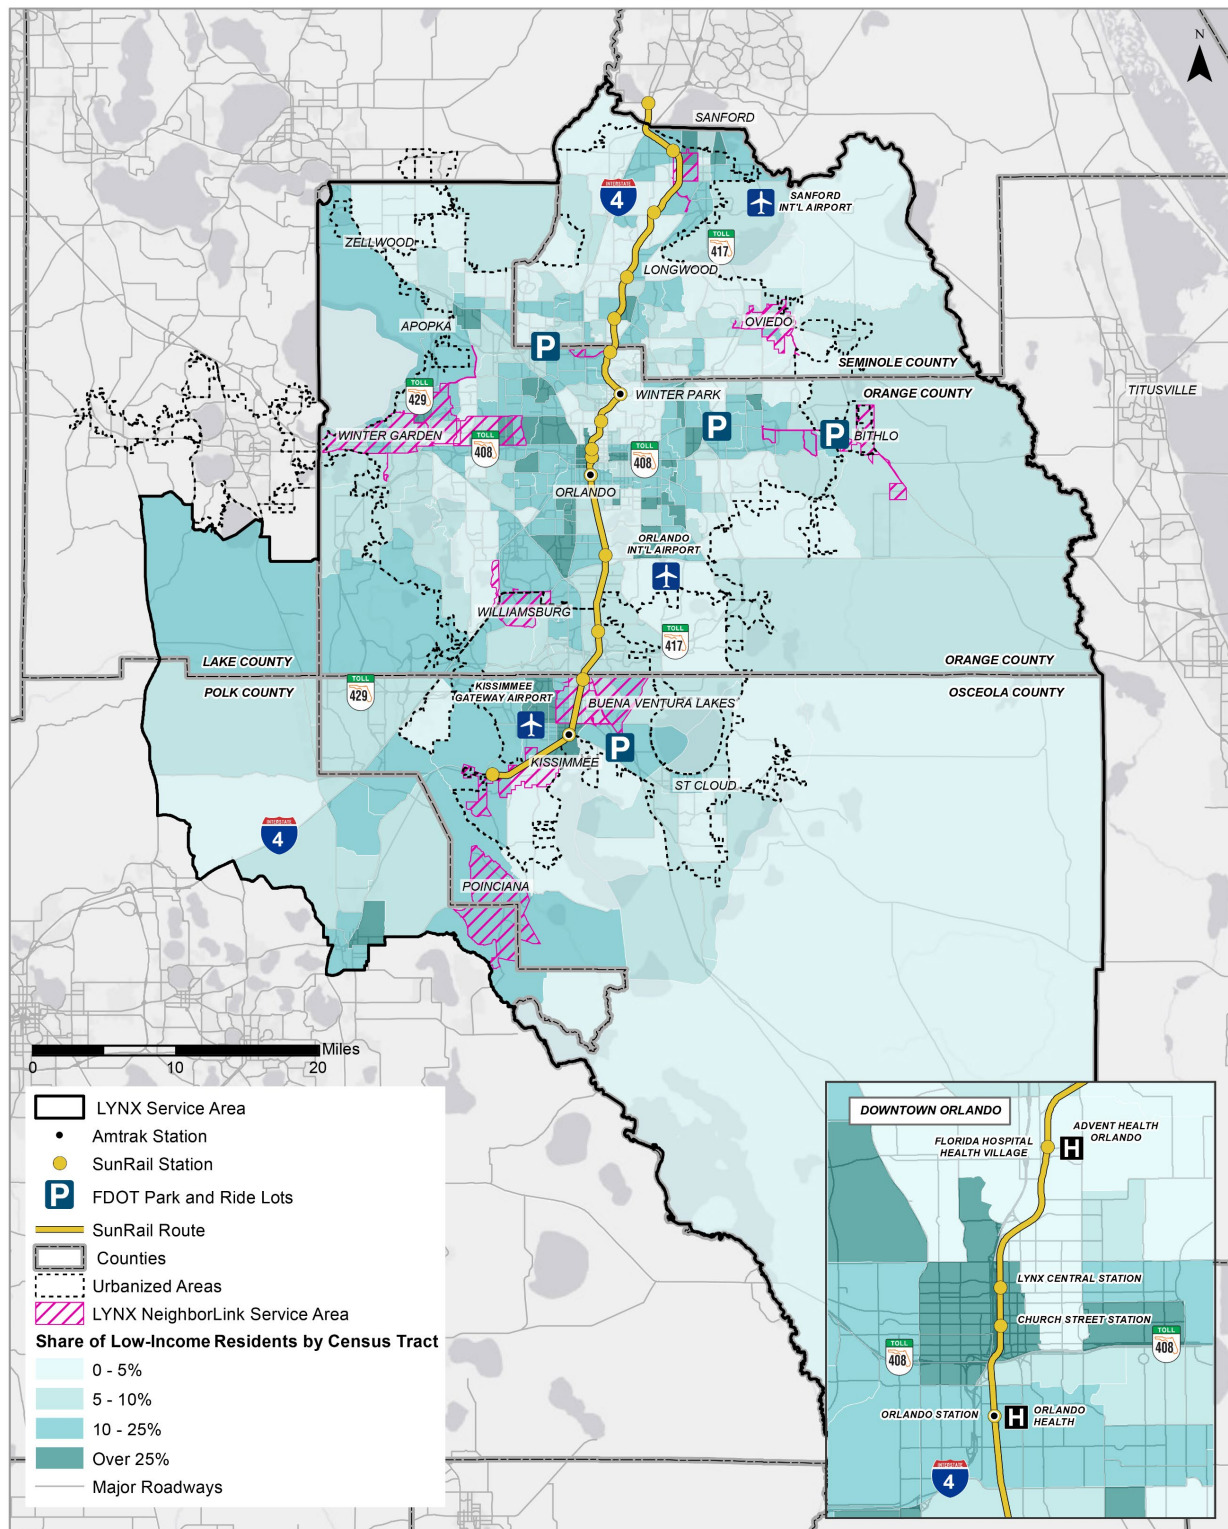 N
SANFORD
INTERSTATE
4
SANFORD
INT'L AIRPORT
TOLL
417
ZELLWOOD
LONGWOOD
APOPKA
OVIEDO
P
SEMINOLE COUNTY
ORANGE COUNTY
TOLL
429
WINTER PARK
TITUSVILLE
WINTER GARDEN
TOLL
408
P
P
BITHLO
TOLL
408
ORLANDO
ORLANDO
INT'L AIRPORT
WILLIAMSBURG
TOLL
417
LAKE COUNTY
POLK COUNTY
ORANGE COUNTY
OSCEOLA COUNTY
TOLL
429
KISSIMMEE
GATEWAY AIRPORT
BUENA VENTURA LAKES
P
KISSIMMEE
ST CLOUD
INTERSTATE
4
POINCIANA
Miles
0 10 20
LYNX Service Area
Amtrak Station
SunRail Station
P FDOT Park and Ride Lots
SunRail Route
Counties
Urbanized Areas
LYNX NeighborLink Service Area
Share of Low-Income Residents by Census Tract
0 - 5%
5 - 10%
10 - 25%
Over 25%
Major Roadways
DOWNTOWN ORLANDO
FLORIDA HOSPITAL
HEALTH VILLAGE
H
ADVENT HEALTH
ORLANDO
LYNX CENTRAL STATION
CHURCH STREET STATION
TOLL
408
TOLL
408
ORLANDO STATION
H
ORLANDO
HEALTH
INTERSTATE
4